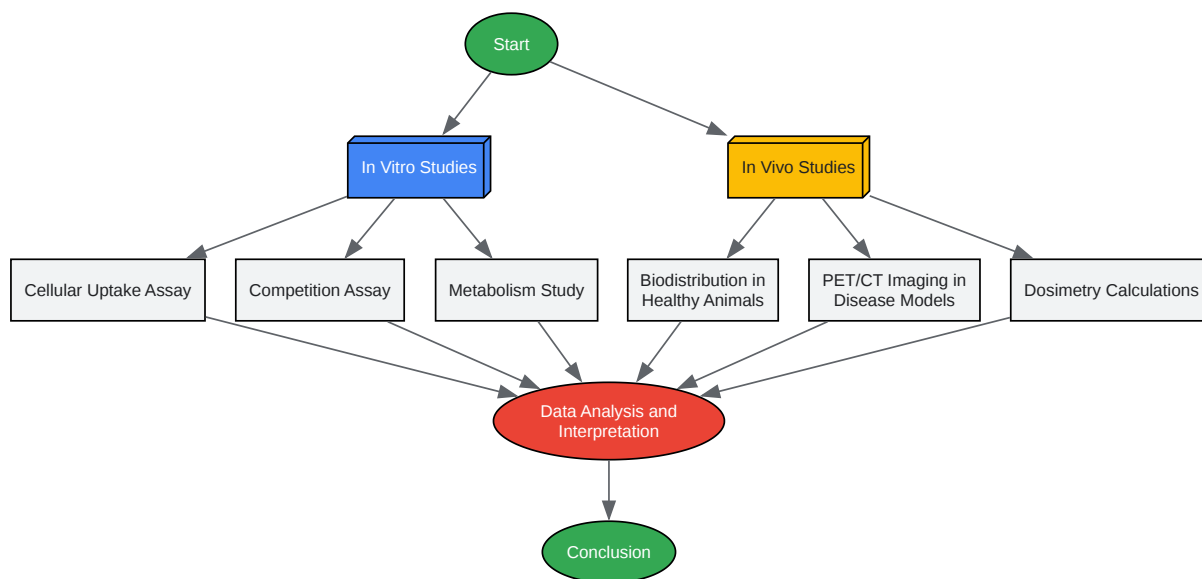 Start
In Vitro Studies
In Vivo Studies
Cellular Uptake Assay
Competition Assay
Metabolism Study
Biodistribution in
Healthy Animals
PET/CT Imaging in
Disease Models
Dosimetry Calculations
Data Analysis and
Interpretation
Conclusion